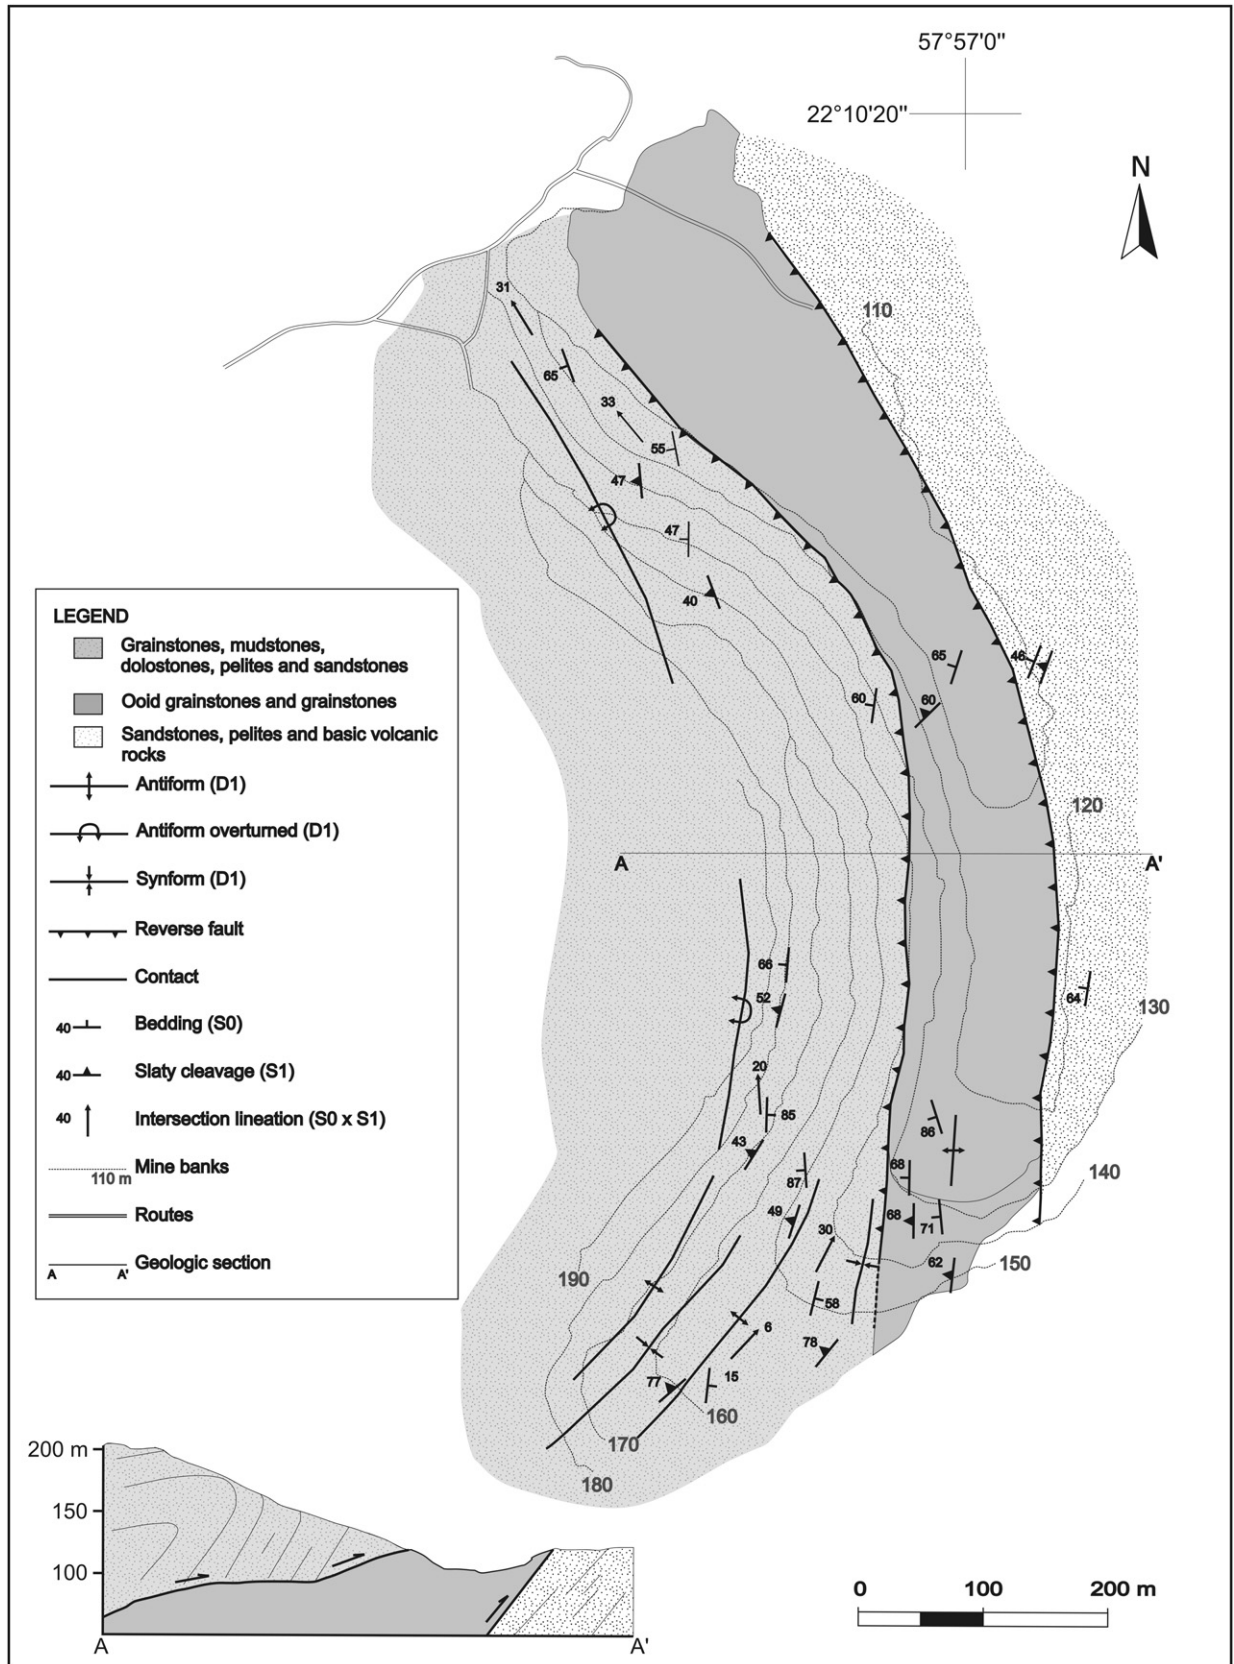 57°57'0"
22°10'20"
N
110
31
65
33
55
47
47
40
65
46
60
60
120
A
A'
66
52
64
130
20
85
86
43
68
140
87
49
68
71
30
62
150
190
58
6
78
77
15
160
170
180
LEGEND
Grainstones, mudstones,
dolostones, pelites and sandstones
Ooid grainstones and grainstones
Sandstones, pelites and basic volcanic
rocks
Antiform (D1)
Antiform overturned (D1)
Synform (D1)
Reverse fault
Contact
40 Bedding (S0)
40 Slaty cleavage (S1)
40 Intersection lineation (S0 x S1)
110 m Mine banks
Routes
A A' Geologic section
200 m
150
100
A A'
0 100 200 m